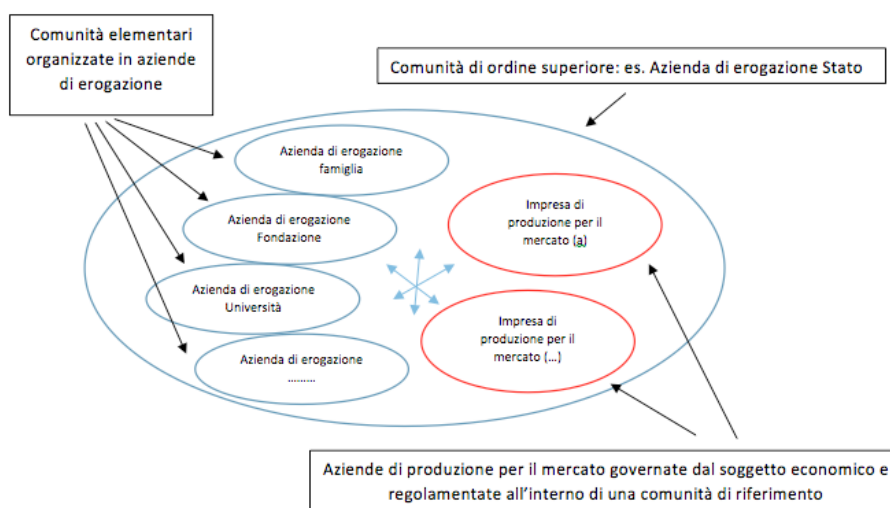 Comunità elementari
organizzate in aziende
di erogazione
Comunità di ordine superiore: es. Azienda di erogazione Stato
Azienda di erogazione
famiglia
Azienda di erogazione
Fondazione
Azienda di erogazione
Università
Azienda di erogazione
………
Impresa di
produzione per il
mercato (a)
Impresa di
produzione per il
mercato (…)
Aziende di produzione per il mercato governate dal soggetto economico e
regolamentate all’interno di una comunità di riferimento